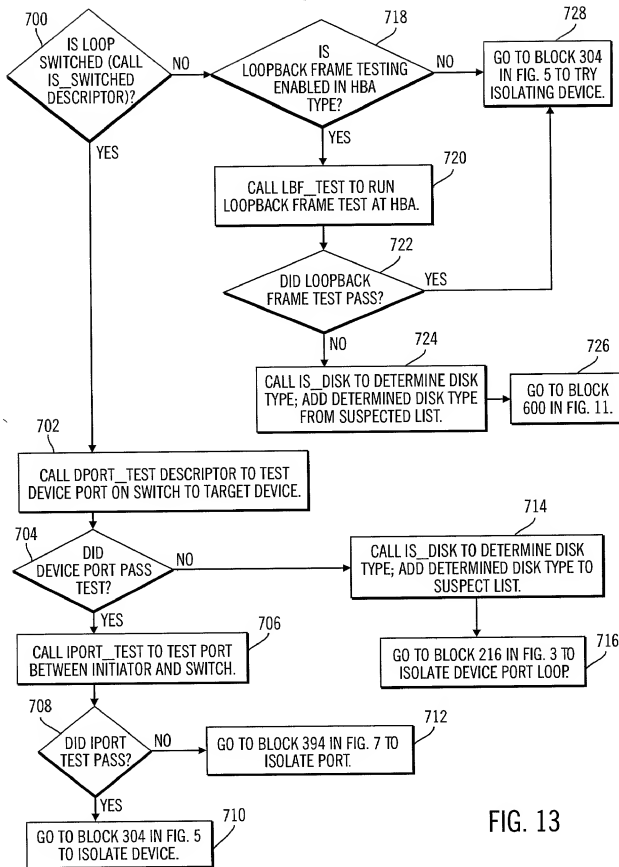 700
IS LOOP
SWITCHED (CALL
IS_SWITCHED
DESCRIPTOR)?
NO
YES
718
IS
LOOPBACK FRAME TESTING
ENABLED IN HBA
TYPE?
NO
YES
728
GO TO BLOCK 304
IN FIG. 5 TO TRY
ISOLATING DEVICE.
720
CALL LBF_TEST TO RUN
LOOPBACK FRAME TEST AT HBA.
722
DID LOOPBACK
FRAME TEST PASS?
YES
NO
724
CALL IS_DISK TO DETERMINE DISK
TYPE; ADD DETERMINED DISK TYPE
FROM SUSPECTED LIST.
726
GO TO BLOCK
600 IN FIG. 11.
702
CALL DPORT_TEST DESCRIPTOR TO TEST
DEVICE PORT ON SWITCH TO TARGET DEVICE.
704
DID
DEVICE PORT PASS
TEST?
NO
YES
714
CALL IS_DISK TO DETERMINE DISK
TYPE; ADD DETERMINED DISK TYPE TO
SUSPECT LIST.
716
GO TO BLOCK 216 IN FIG. 3 TO
ISOLATE DEVICE PORT LOOP.
706
CALL IPORT_TEST TO TEST PORT
BETWEEN INITIATOR AND SWITCH.
708
DID IPORT
TEST PASS?
NO
YES
712
GO TO BLOCK 394 IN FIG. 7 TO
ISOLATE PORT.
710
GO TO BLOCK 304 IN FIG. 5
TO ISOLATE DEVICE.
FIG. 13